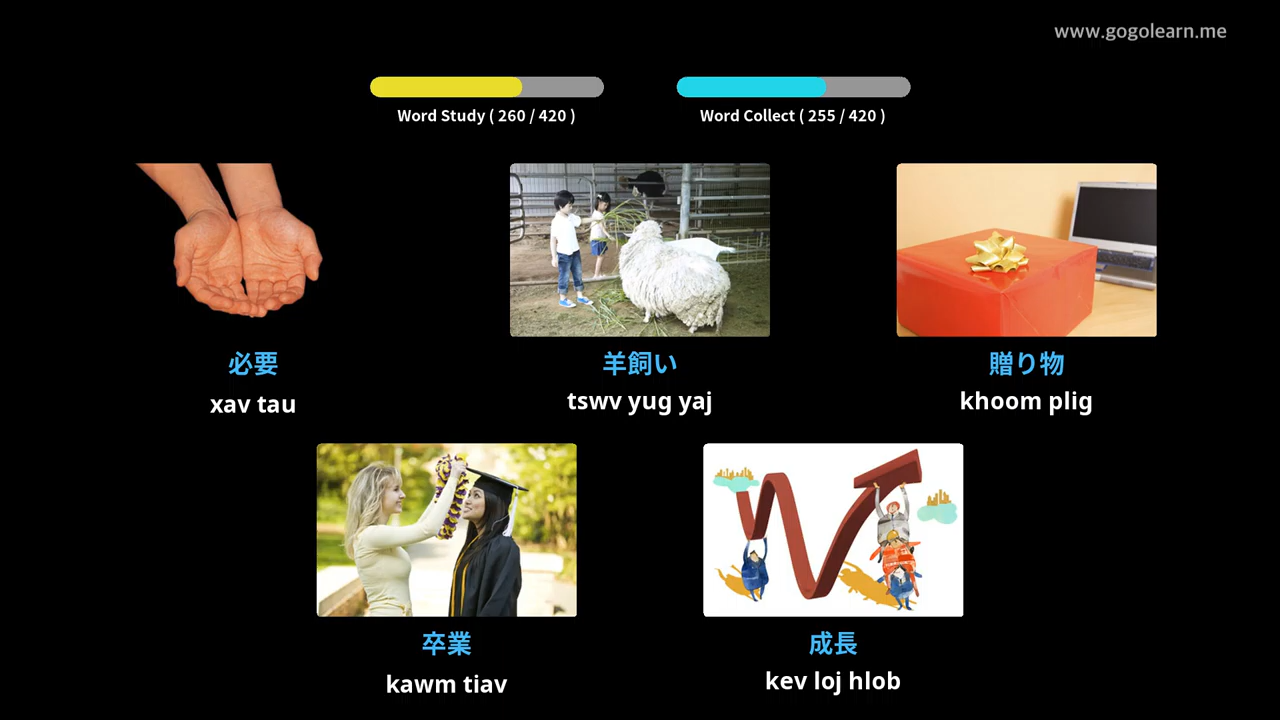 www.gogolearn.me
Word Study ( 260 / 420 )
Word Collect ( 255 / 420 )
必要
xav tau
羊飼い
tswv yug yaj
贈り物
khoom plig
卒業
kawm tiav
成長
kev loj hlob